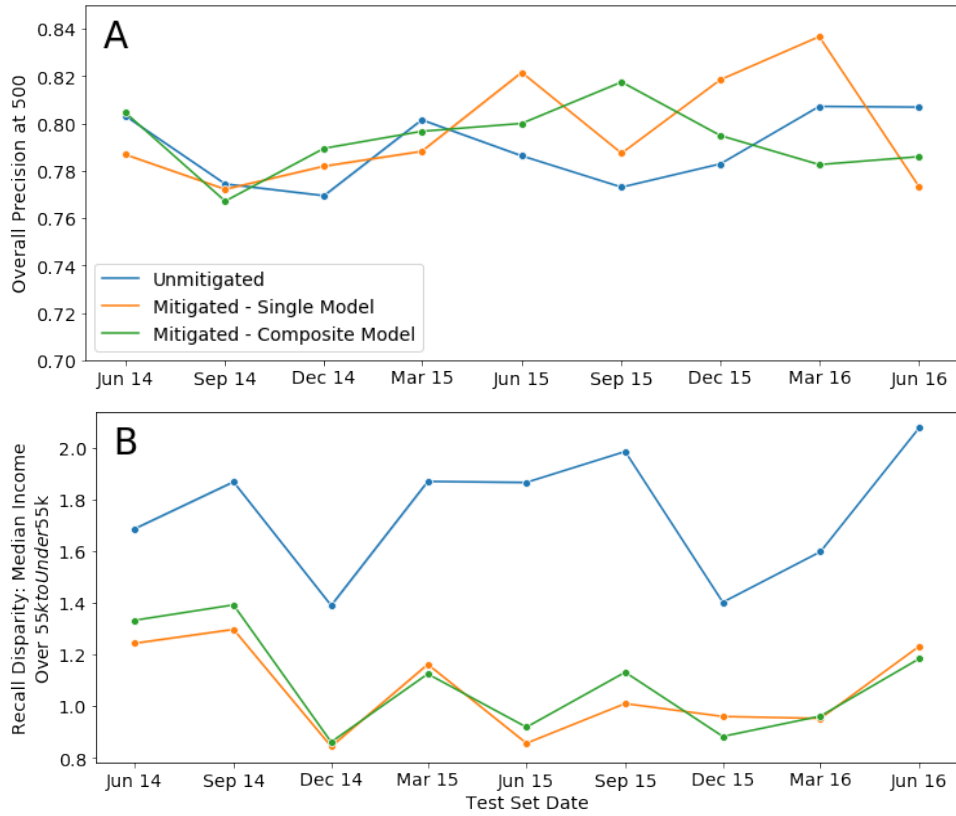 A
Overall Precision at 500
0.84
0.82
0.80
0.78
0.76
0.74
0.72
0.70
Unmitigated
Mitigated - Single Model
Mitigated - Composite Model
Jun 14 Sep 14 Dec 14 Mar 15 Jun 15 Sep 15 Dec 15 Mar 16 Jun 16
B
Recall Disparity: Median Income
Over 55ktoUnder55k
2.0
1.8
1.6
1.4
1.2
1.0
0.8
Jun 14 Sep 14 Dec 14 Mar 15 Jun 15 Sep 15 Dec 15 Mar 16 Jun 16
Test Set Date